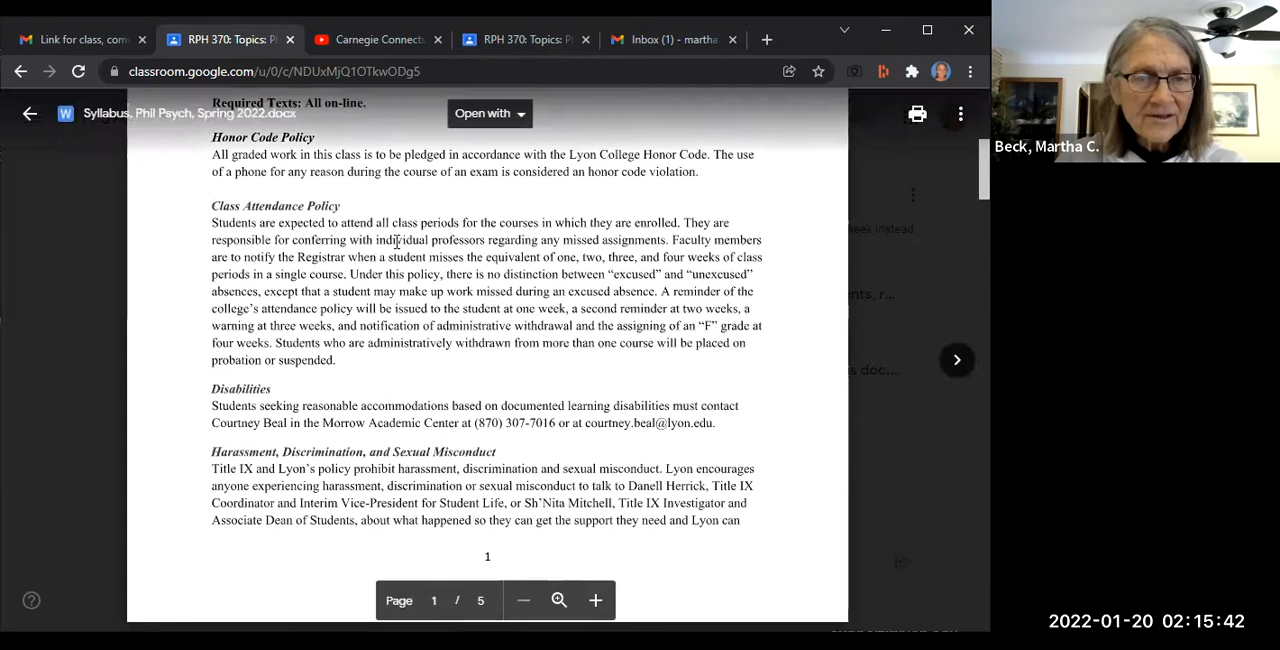 Link for class, com
RPH 370: Topics: P
Carnegie Connects
RPH 370: Topics: P
Inbox (1) - martha
classroom.google.com/u/0/c/NDUxMjQ1OTkwODg5
Syllabus, Phil Psych, Spring 2022.docx
Open with
Required Texts: All on-line.
Honor Code Policy
All graded work in this class is to be pledged in accordance with the Lyon College Honor Code. The use
of a phone for any reason during the course of an exam is considered an honor code violation.
Class Attendance Policy
Students are expected to attend all class periods for the courses in which they are enrolled. They are
responsible for conferring with individual professors regarding any missed assignments. Faculty members
are to notify the Registrar when a student misses the equivalent of one, two, three, and four weeks of class
periods in a single course. Under this policy, there is no distinction between “excused” and “unexcused”
absences, except that a student may make up work missed during an excused absence. A reminder of the
college’s attendance policy will be issued to the student at one week, a second reminder at two weeks, a
warning at three weeks, and notification of administrative withdrawal and the assigning of an “F” grade at
four weeks. Students who are administratively withdrawn from more than one course will be placed on
probation or suspended.
Disabilities
Students seeking reasonable accommodations based on documented learning disabilities must contact
Courtney Beal in the Morrow Academic Center at (870) 307-7016 or at courtney.beal@lyon.edu.
Harassment, Discrimination, and Sexual Misconduct
Title IX and Lyon’s policy prohibit harassment, discrimination and sexual misconduct. Lyon encourages
anyone experiencing harassment, discrimination or sexual misconduct to talk to Danell Herrick, Title IX
Coordinator and Interim Vice-President for Student Life, or Sh’Nita Mitchell, Title IX Investigator and
Associate Dean of Students, about what happened so they can get the support they need and Lyon can
1
Page 1 / 5
week instead
ents, r...
s doc....
Beck, Martha C.
2022-01-20 02:15:42